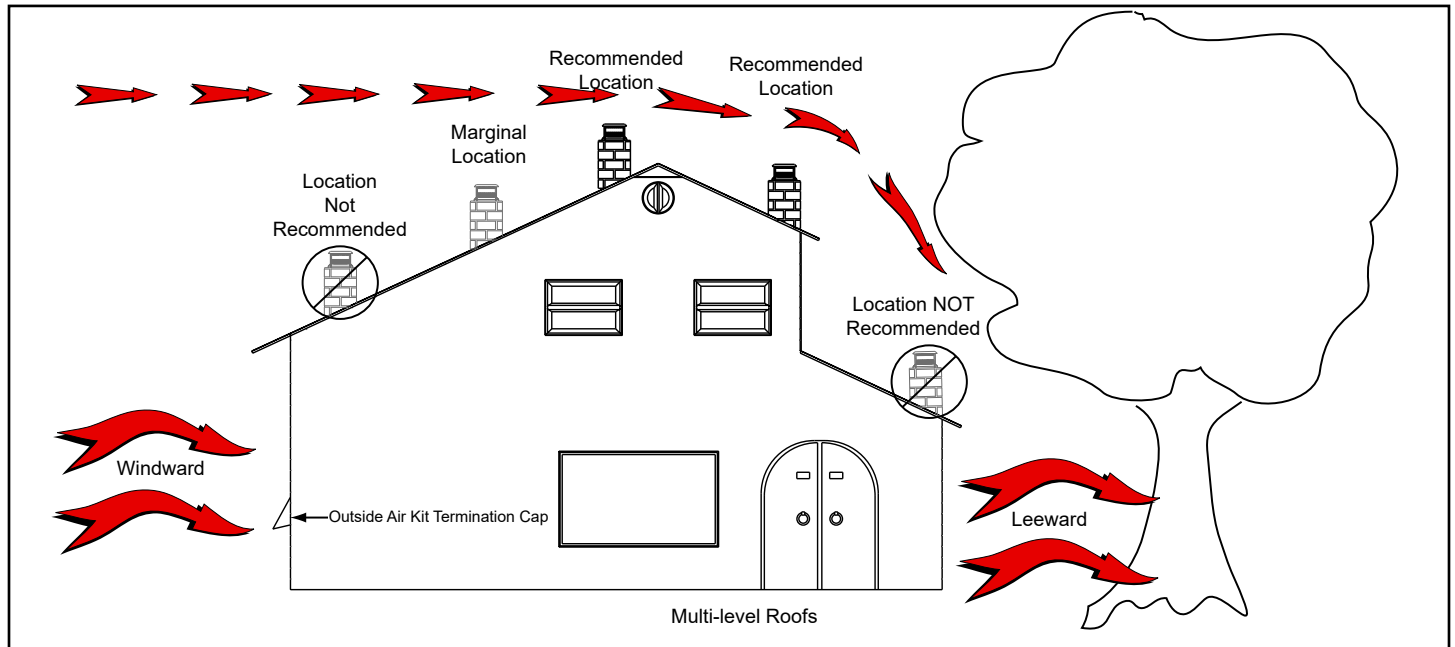 Recommended
Location
Recommended
Location
Marginal
Location
Location
Not
Recommended
Location NOT
Recommended
Windward
Outside Air Kit Termination Cap
Leeward
Multi-level Roofs